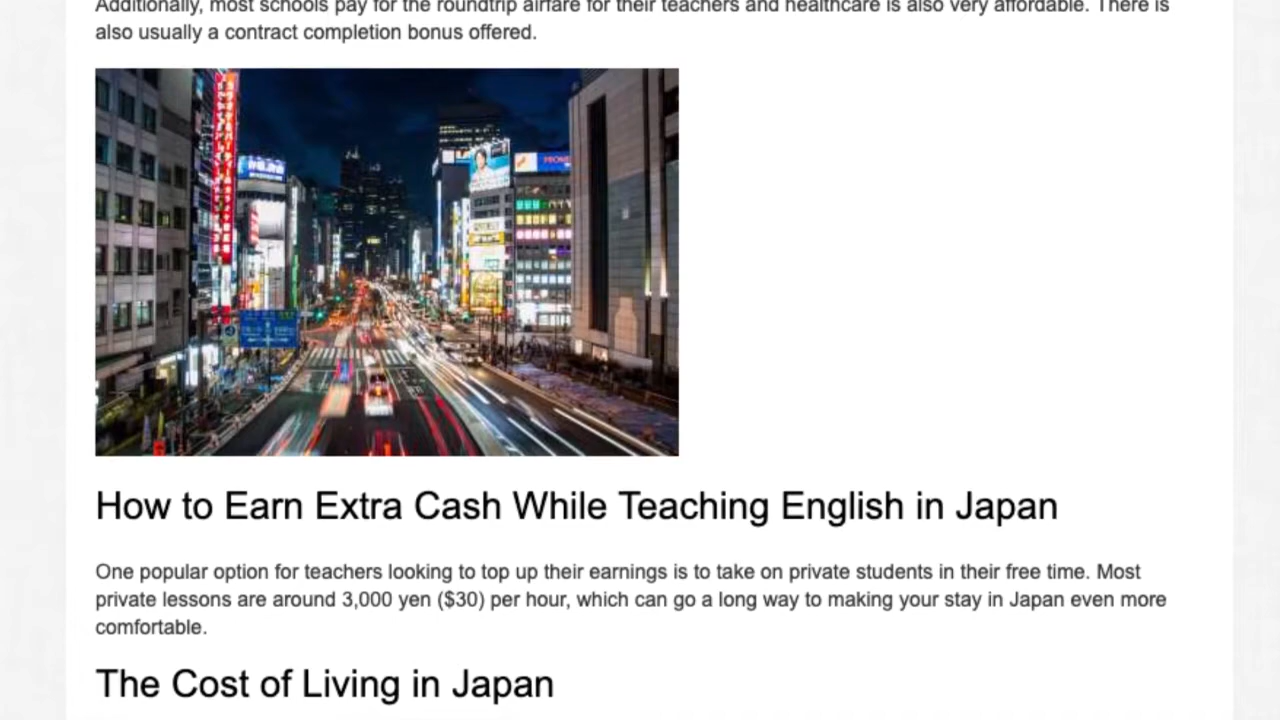 Additionally, most schools pay for the roundtrip airfare for their teachers and healthcare is also very affordable. There is
also usually a contract completion bonus offered.
How to Earn Extra Cash While Teaching English in Japan
One popular option for teachers looking to top up their earnings is to take on private students in their free time. Most
private lessons are around 3,000 yen ($30) per hour, which can go a long way to making your stay in Japan even more
comfortable.
The Cost of Living in Japan